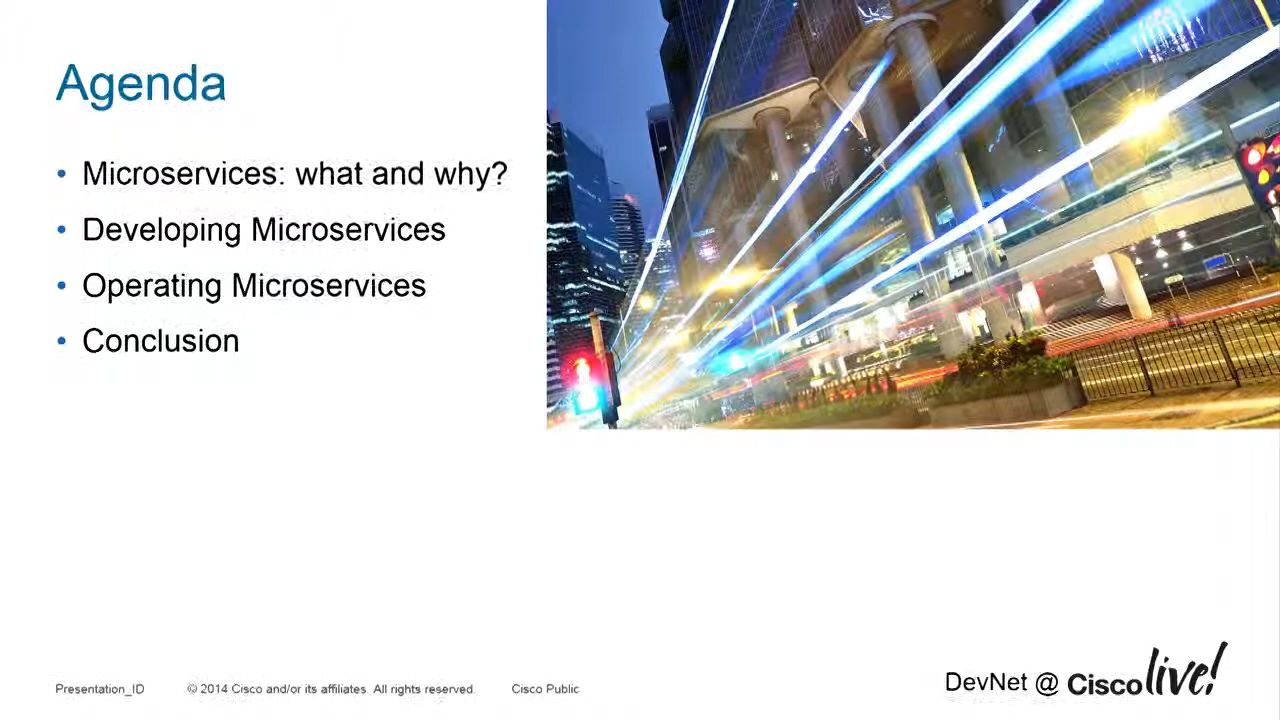 Agenda
• Microservices: what and why?
• Developing Microservices
• Operating Microservices
• Conclusion
Presentation_ID © 2014 Cisco and/or its affiliates. All rights reserved. Cisco Public
DevNet @ Cisco live!